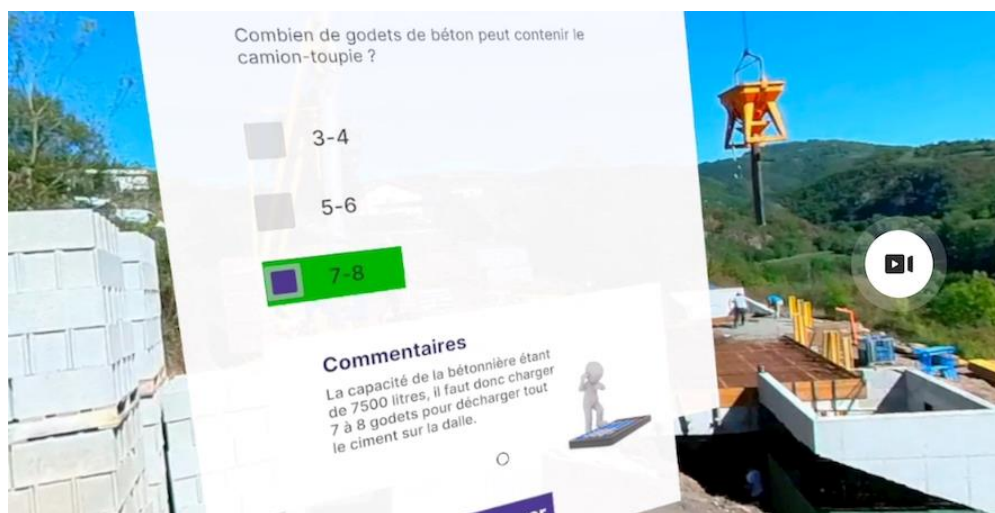 Combien de godets de béton peut contenir le
camion-toupie ?
3-4
5-6
7-8
Commentaires
La capacité de la bétonnière étant
de 7500 litres, il faut donc charger
7 à 8 godets pour décharger tout
le ciment sur la dalle.